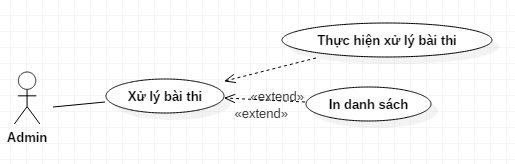 Thực hiện xử lý bài thi
Xử lý bài thi
«extend»
In danh sách
«extend»
Admin